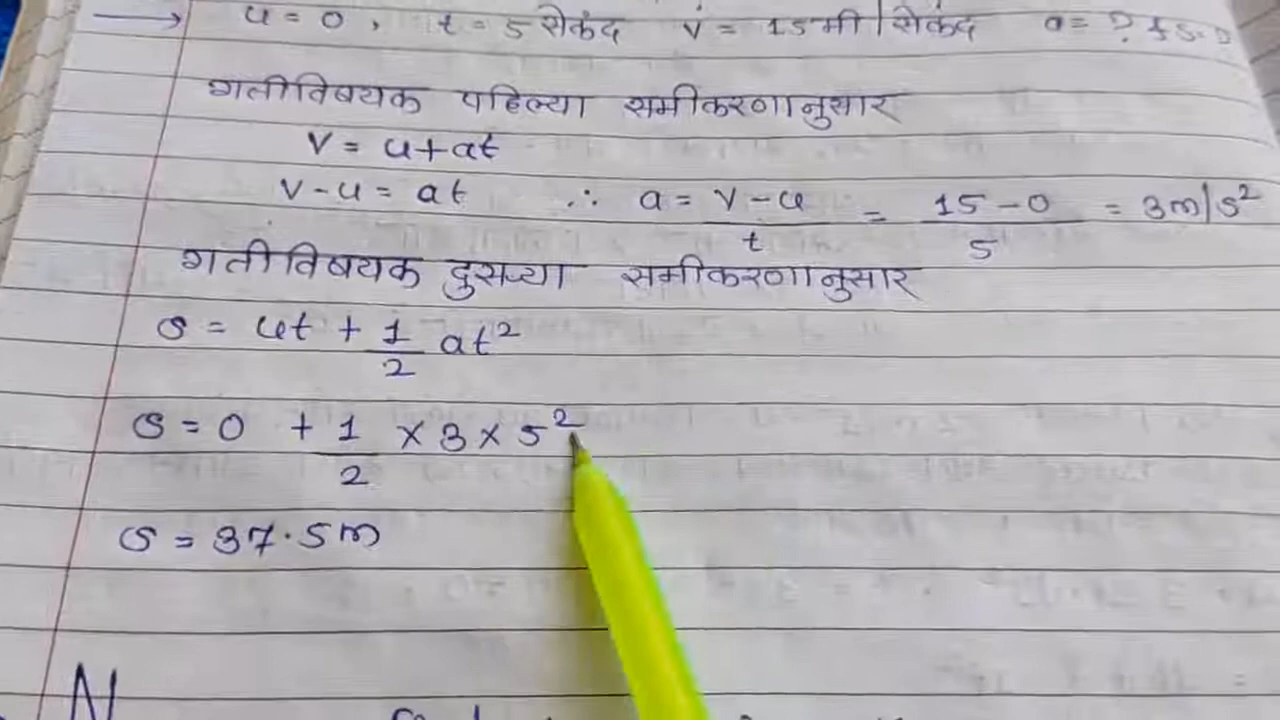 → u = 0, t = 5 सेकंद v = 15 मी/सेकंद a = ? s = ?
गतीविषयक पहिल्या समीकरणानुसार
v = u + at
v - u = at ∴ a = v - u / t = 15 - 0 / 5 = 3 m/s²
गतीविषयक दुसऱ्या समीकरणानुसार
s = ut + 1/2 at²
s = 0 + 1/2 × 3 × 5²
s = 37.5 m
N